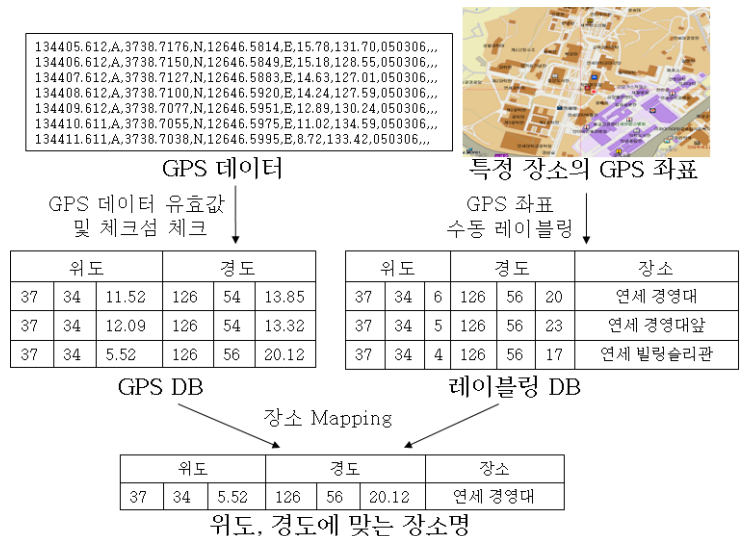 134405.612,A,3738.7176,N,12646.5814,E,15.78,131.70,050306,,,
134406.612,A,3738.7150,N,12646.5849,E,15.18,128.55,050306,,,
134407.612,A,3738.7127,N,12646.5883,E,14.63,127.01,050306,,,
134408.612,A,3738.7100,N,12646.5920,E,14.24,127.59,050306,,,
134409.612,A,3738.7077,N,12646.5951,E,12.89,130.24,050306,,,
134410.611,A,3738.7055,N,12646.5975,E,11.02,134.59,050306,,,
134411.611,A,3738.7038,N,12646.5995,E,8.72,133.42,050306,,,
GPS 데이터
특정 장소의 GPS 좌표
GPS 데이터 유효값
및 체크섬 체크
GPS 좌표
수동 레이블링
위도 경도
37 34 11.52 126 54 13.85
37 34 12.09 126 54 13.32
37 34 5.52 126 56 20.12
GPS DB
위도 경도 장소
37 34 6 126 56 20 연세 경영대
37 34 5 126 56 23 연세 경영대앞
37 34 4 126 56 17 연세 빌링슬리관
레이블링 DB
장소 Mapping
위도 경도 장소
37 34 5.52 126 56 20.12 연세 경영대
위도, 경도에 맞는 장소명